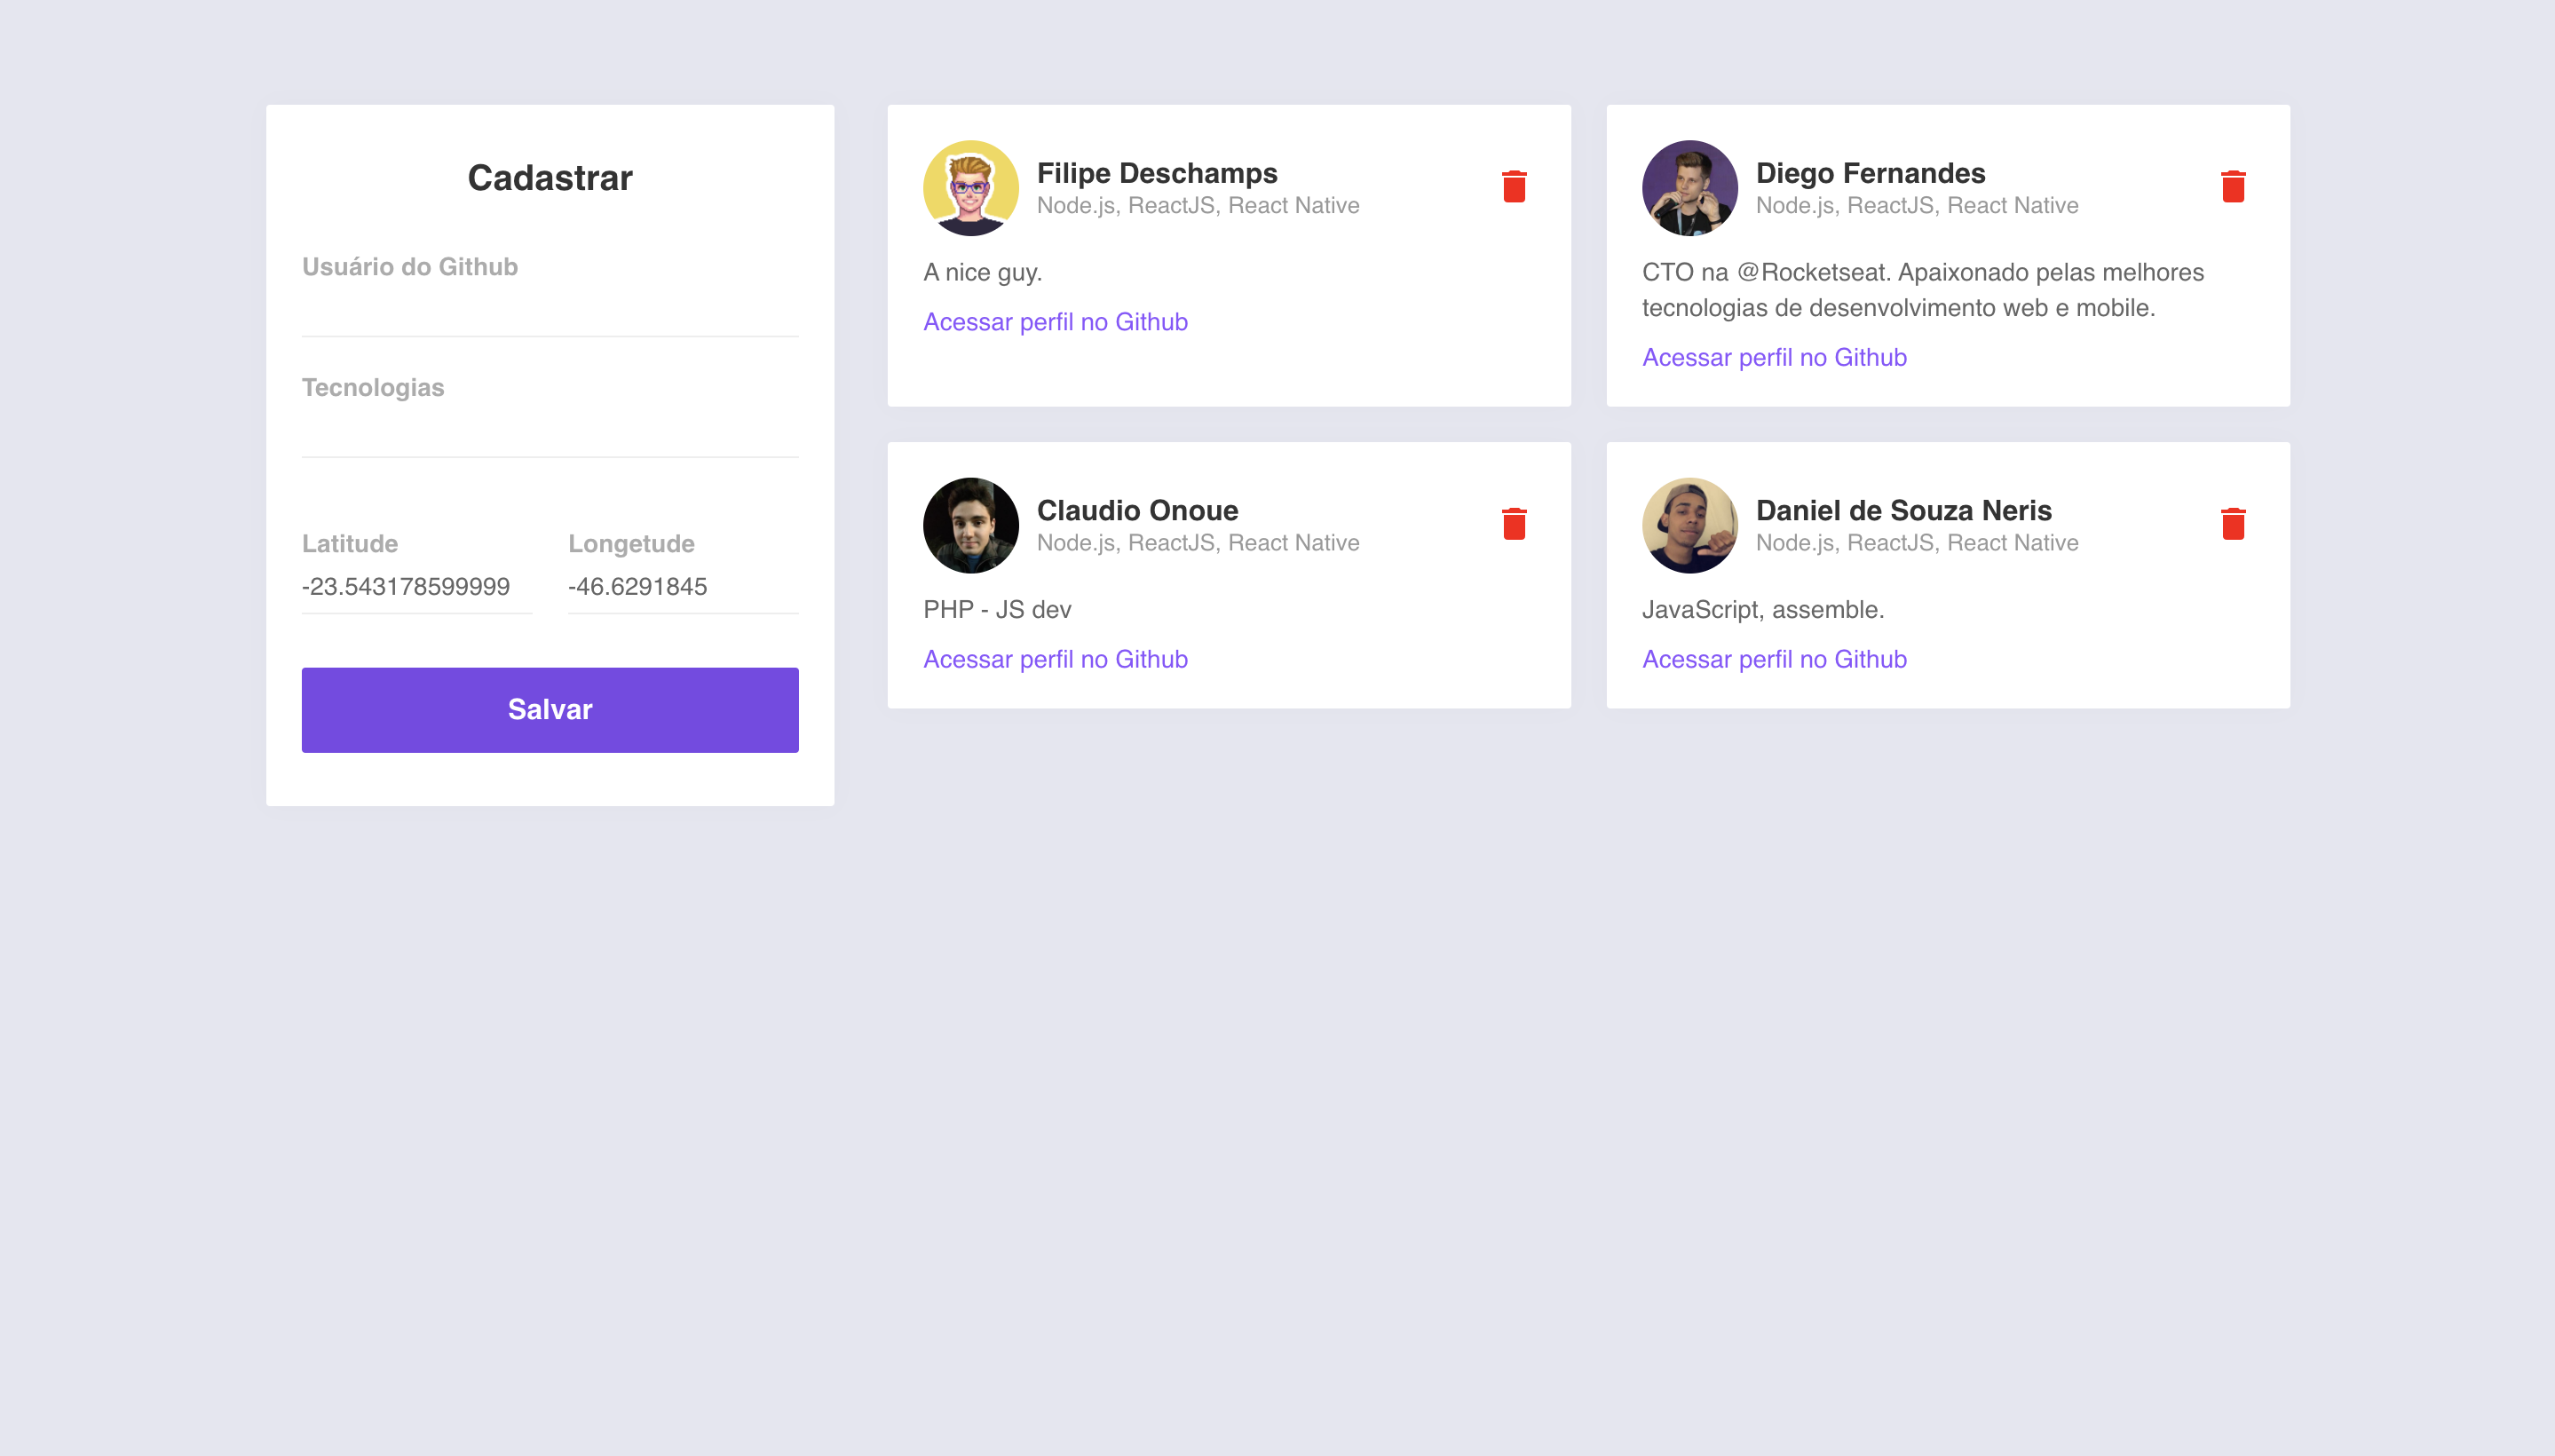 Cadastrar
Usuário do Github
Tecnologias
Latitude
Longetude
-23.543178599999
-46.6291845
Salvar
Filipe Deschamps
Node.js, ReactJS, React Native
A nice guy.
Acessar perfil no Github
Diego Fernandes
Node.js, ReactJS, React Native
CTO na @Rocketseat. Apaixonado pelas melhores
tecnologias de desenvolvimento web e mobile.
Acessar perfil no Github
Claudio Onoue
Node.js, ReactJS, React Native
PHP - JS dev
Acessar perfil no Github
Daniel de Souza Neris
Node.js, ReactJS, React Native
JavaScript, assemble.
Acessar perfil no Github